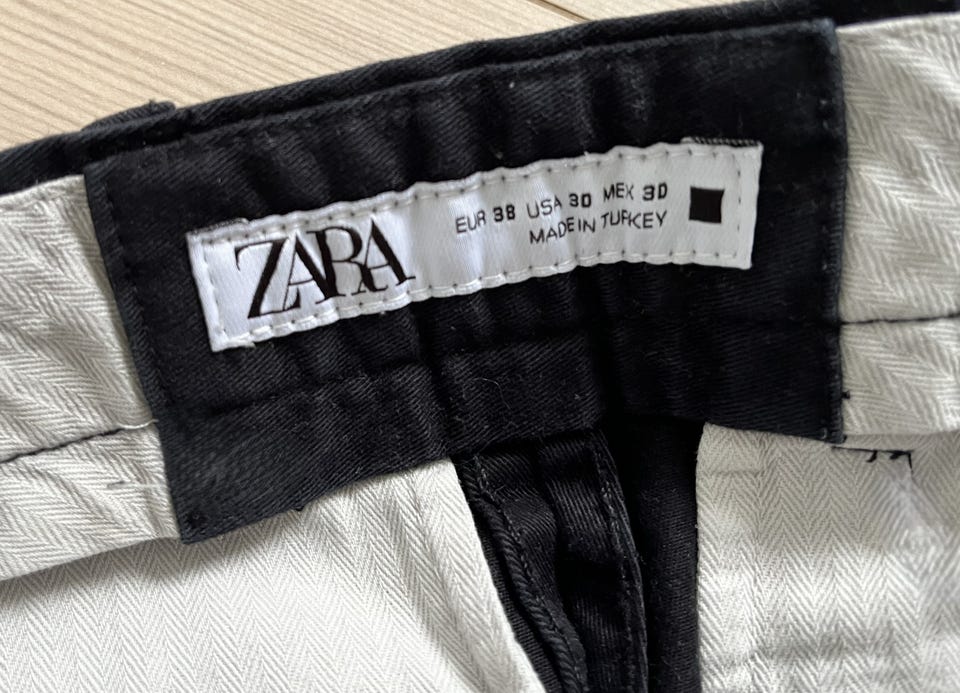 ZARA
EUR 38 USA 30 MEX 30
MADE IN TURKEY